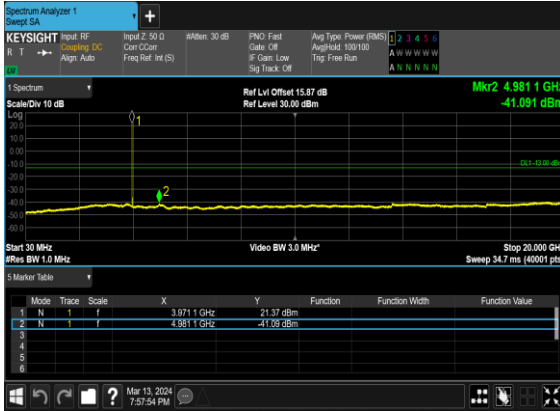 Spectrum Analyzer 1
Swept SA
+
KEYSIGHT
R T
Input: RF
Coupling: DC
Align: Auto
Input Z: 50 Ω
Corr CCorr
Freq Ref: Int (S)
#Atten: 30 dB
PNO: Fast
Gate: Off
IF Gain: Low
Sig Track: Off
Avg Type: Power (RMS)
Avg|Hold: 100/100
Trig: Free Run
1 2 3 4 5 6
A W W W W W
A N N N N N
1 Spectrum
Scale/Div 10 dB
Ref Lvl Offset 15.87 dB
Ref Level 30.00 dBm
Mkr2 4.981 1 GHz
-41.091 dBm
Log
20.0
10.0
0.00
-10.0
-20.0
-30.0
-40.0
-50.0
-60.0
1
2
DL1 -13.00 dBm
Start 30 MHz
#Res BW 1.0 MHz
Video BW 3.0 MHz*
Stop 20.000 GH
Sweep 34.7 ms (40001 pts
5 Marker Table
Mode Trace Scale X Y Function Function Width Function Value
1 N 1 f 3.971 1 GHz 21.37 dBm
2 N 1 f 4.981 1 GHz -41.09 dBm
3
4
5
6
?
Mar 13, 2024
7:57:54 PM